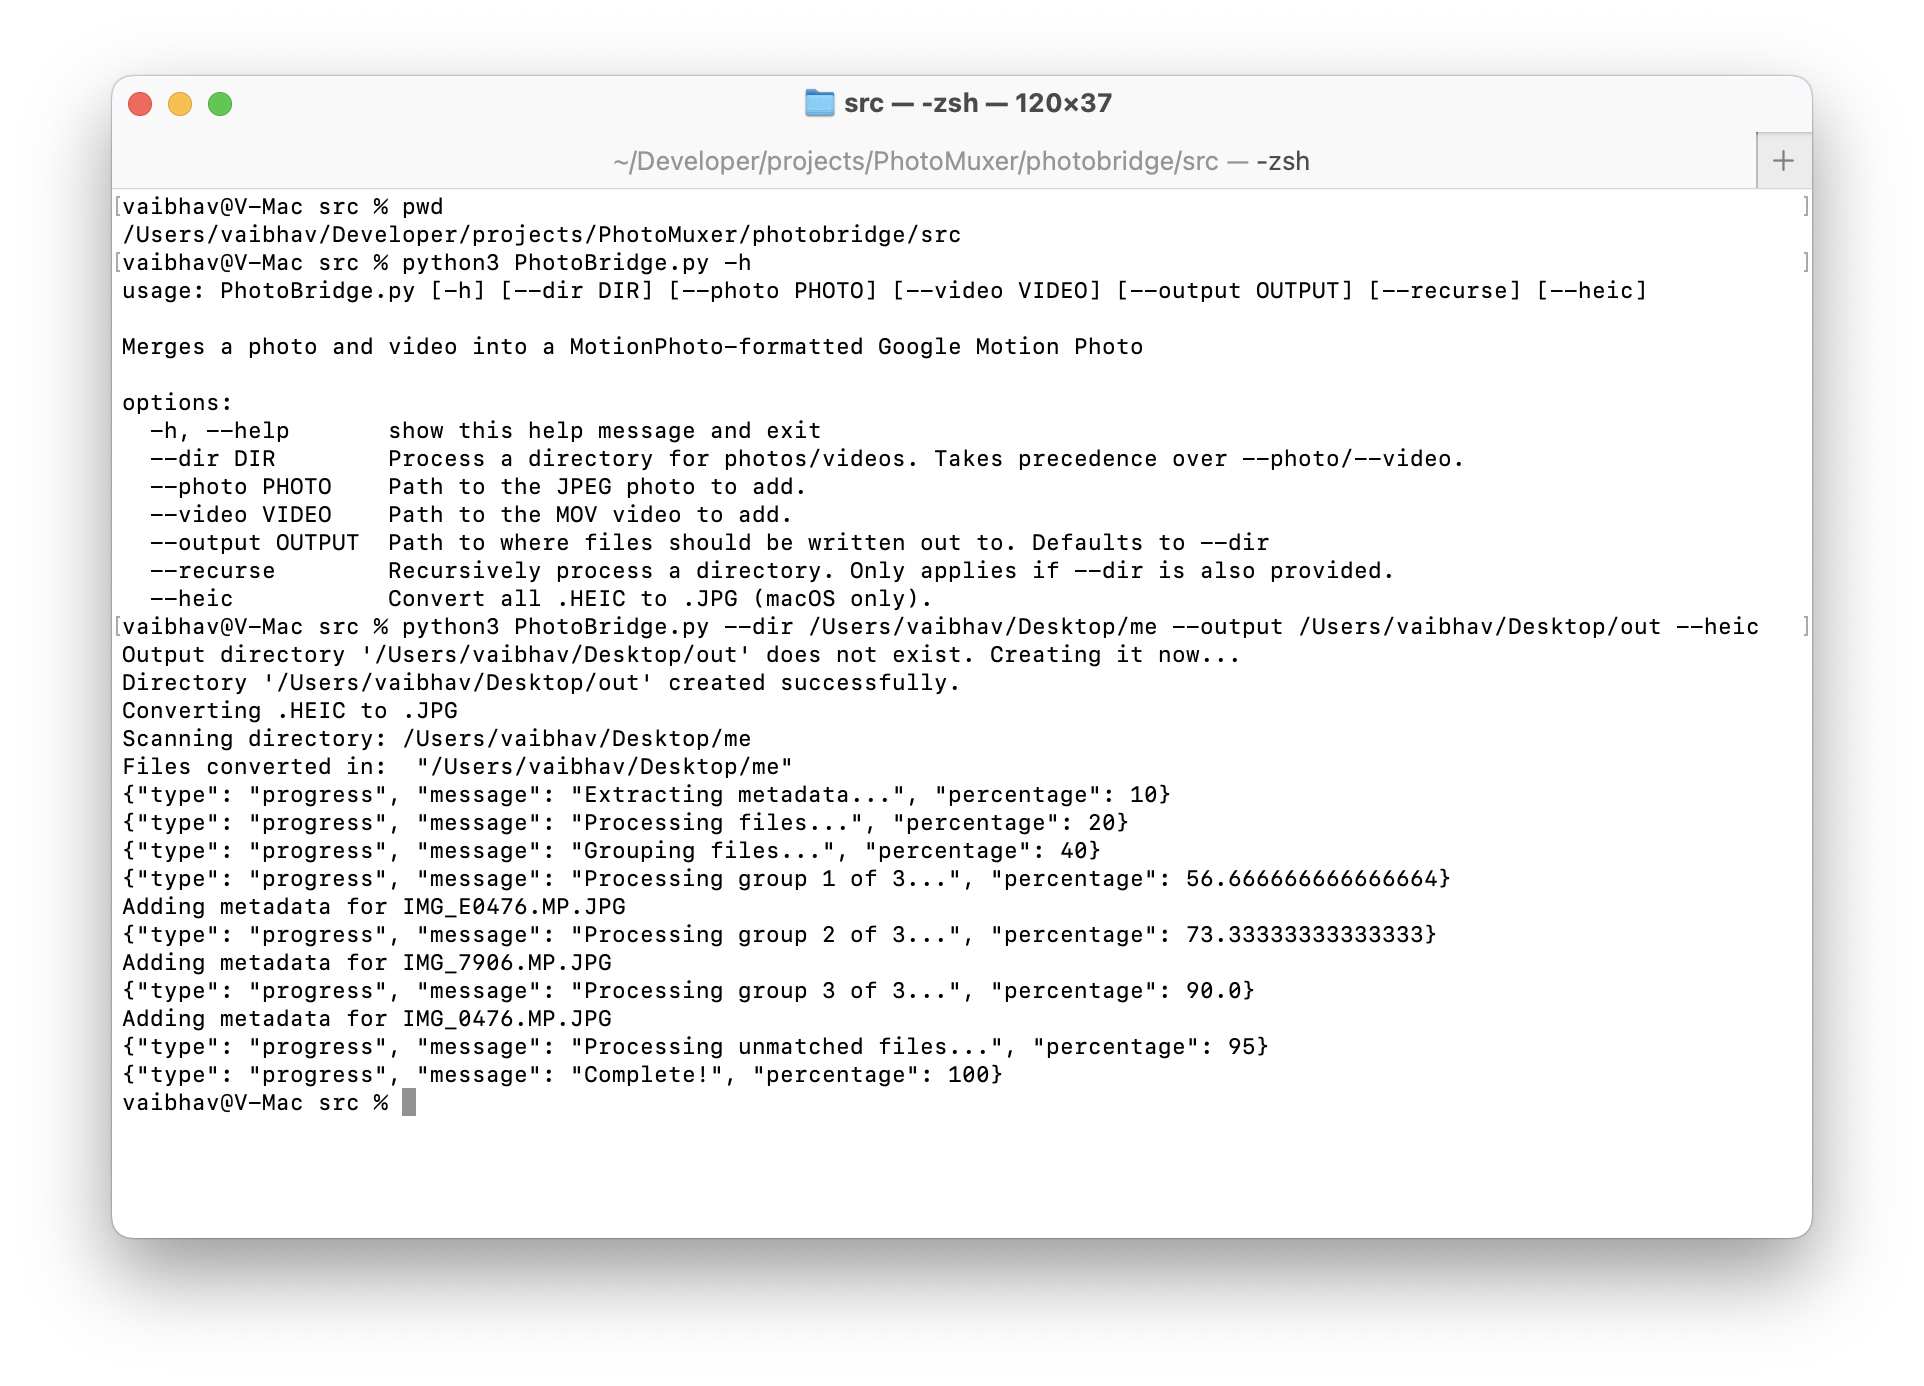 src — -zsh — 120×37
~/Developer/projects/PhotoMuxer/photobridge/src — -zsh
[vaibhav@V-Mac src % pwd ]
/Users/vaibhav/Developer/projects/PhotoMuxer/photobridge/src
[vaibhav@V-Mac src % python3 PhotoBridge.py -h ]
usage: PhotoBridge.py [-h] [--dir DIR] [--photo PHOTO] [--video VIDEO] [--output OUTPUT] [--recurse] [--heic]
Merges a photo and video into a MotionPhoto-formatted Google Motion Photo
options:
  -h, --help       show this help message and exit
  --dir DIR        Process a directory for photos/videos. Takes precedence over --photo/--video.
  --photo PHOTO    Path to the JPEG photo to add.
  --video VIDEO    Path to the MOV video to add.
  --output OUTPUT  Path to where files should be written out to. Defaults to --dir
  --recurse        Recursively process a directory. Only applies if --dir is also provided.
  --heic           Convert all .HEIC to .JPG (macOS only).
[vaibhav@V-Mac src % python3 PhotoBridge.py --dir /Users/vaibhav/Desktop/me --output /Users/vaibhav/Desktop/out --heic ]
Output directory '/Users/vaibhav/Desktop/out' does not exist. Creating it now...
Directory '/Users/vaibhav/Desktop/out' created successfully.
Converting .HEIC to .JPG
Scanning directory: /Users/vaibhav/Desktop/me
Files converted in:  "/Users/vaibhav/Desktop/me"
{"type": "progress", "message": "Extracting metadata...", "percentage": 10}
{"type": "progress", "message": "Processing files...", "percentage": 20}
{"type": "progress", "message": "Grouping files...", "percentage": 40}
{"type": "progress", "message": "Processing group 1 of 3...", "percentage": 56.666666666666664}
Adding metadata for IMG_E0476.MP.JPG
{"type": "progress", "message": "Processing group 2 of 3...", "percentage": 73.33333333333333}
Adding metadata for IMG_7906.MP.JPG
{"type": "progress", "message": "Processing group 3 of 3...", "percentage": 90.0}
Adding metadata for IMG_0476.MP.JPG
{"type": "progress", "message": "Processing unmatched files...", "percentage": 95}
{"type": "progress", "message": "Complete!", "percentage": 100}
vaibhav@V-Mac src %